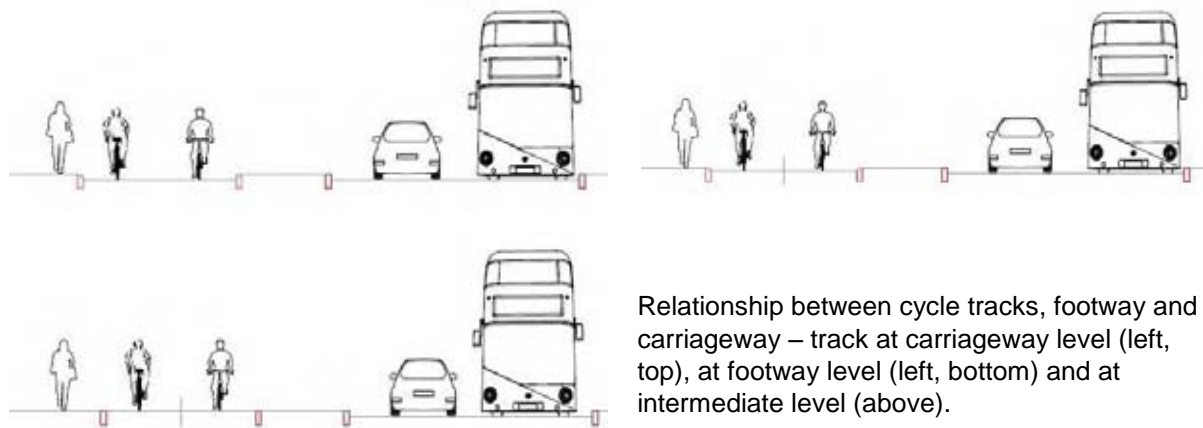 Relationship between cycle tracks, footway and
carriageway – track at carriageway level (left,
top), at footway level (left, bottom) and at
intermediate level (above).